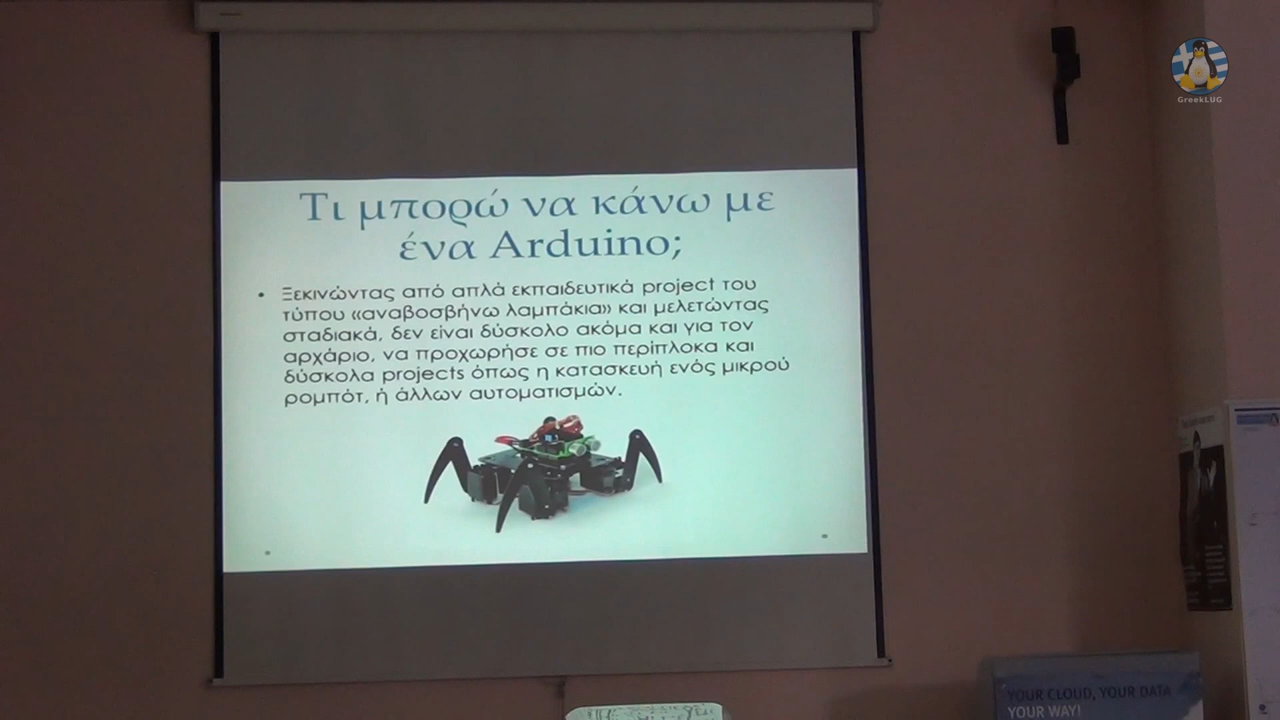 GreekLUG
Τι μπορώ να κάνω με
ένα Arduino;
• Ξεκινώντας από απλά εκπαιδευτικά project του
τύπου «αναβοσβήνω λαμπάκια» και μελετώντας
σταδιακά, δεν είναι δύσκολο ακόμα και για τον
αρχάριο, να προχωρήσε σε πιο περίπλοκα και
δύσκολα projects όπως η κατασκευή ενός μικρού
ρομπότ, ή άλλων αυτοματισμών.
YOUR CLOUD, YOUR DATA
YOUR WAY!